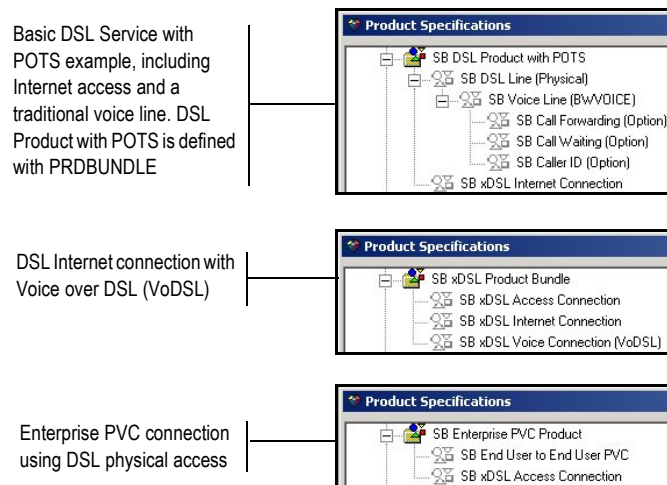 Basic DSL Service with
POTS example, including
Internet access and a
traditional voice line. DSL
Product with POTS is defined
with PRDBUNDLE
Product Specifications
SB DSL Product with POTS
SB DSL Line (Physical)
SB Voice Line (BWVOICE)
SB Call Forwarding (Option)
SB Call Waiting (Option)
SB Caller ID (Option)
SB xDSL Internet Connection
DSL Internet connection with
Voice over DSL (VoDSL)
Product Specifications
SB xDSL Product Bundle
SB xDSL Access Connection
SB xDSL Internet Connection
SB xDSL Voice Connection (VoDSL)
Enterprise PVC connection
using DSL physical access
Product Specifications
SB Enterprise PVC Product
SB End User to End User PVC
SB xDSL Access Connection